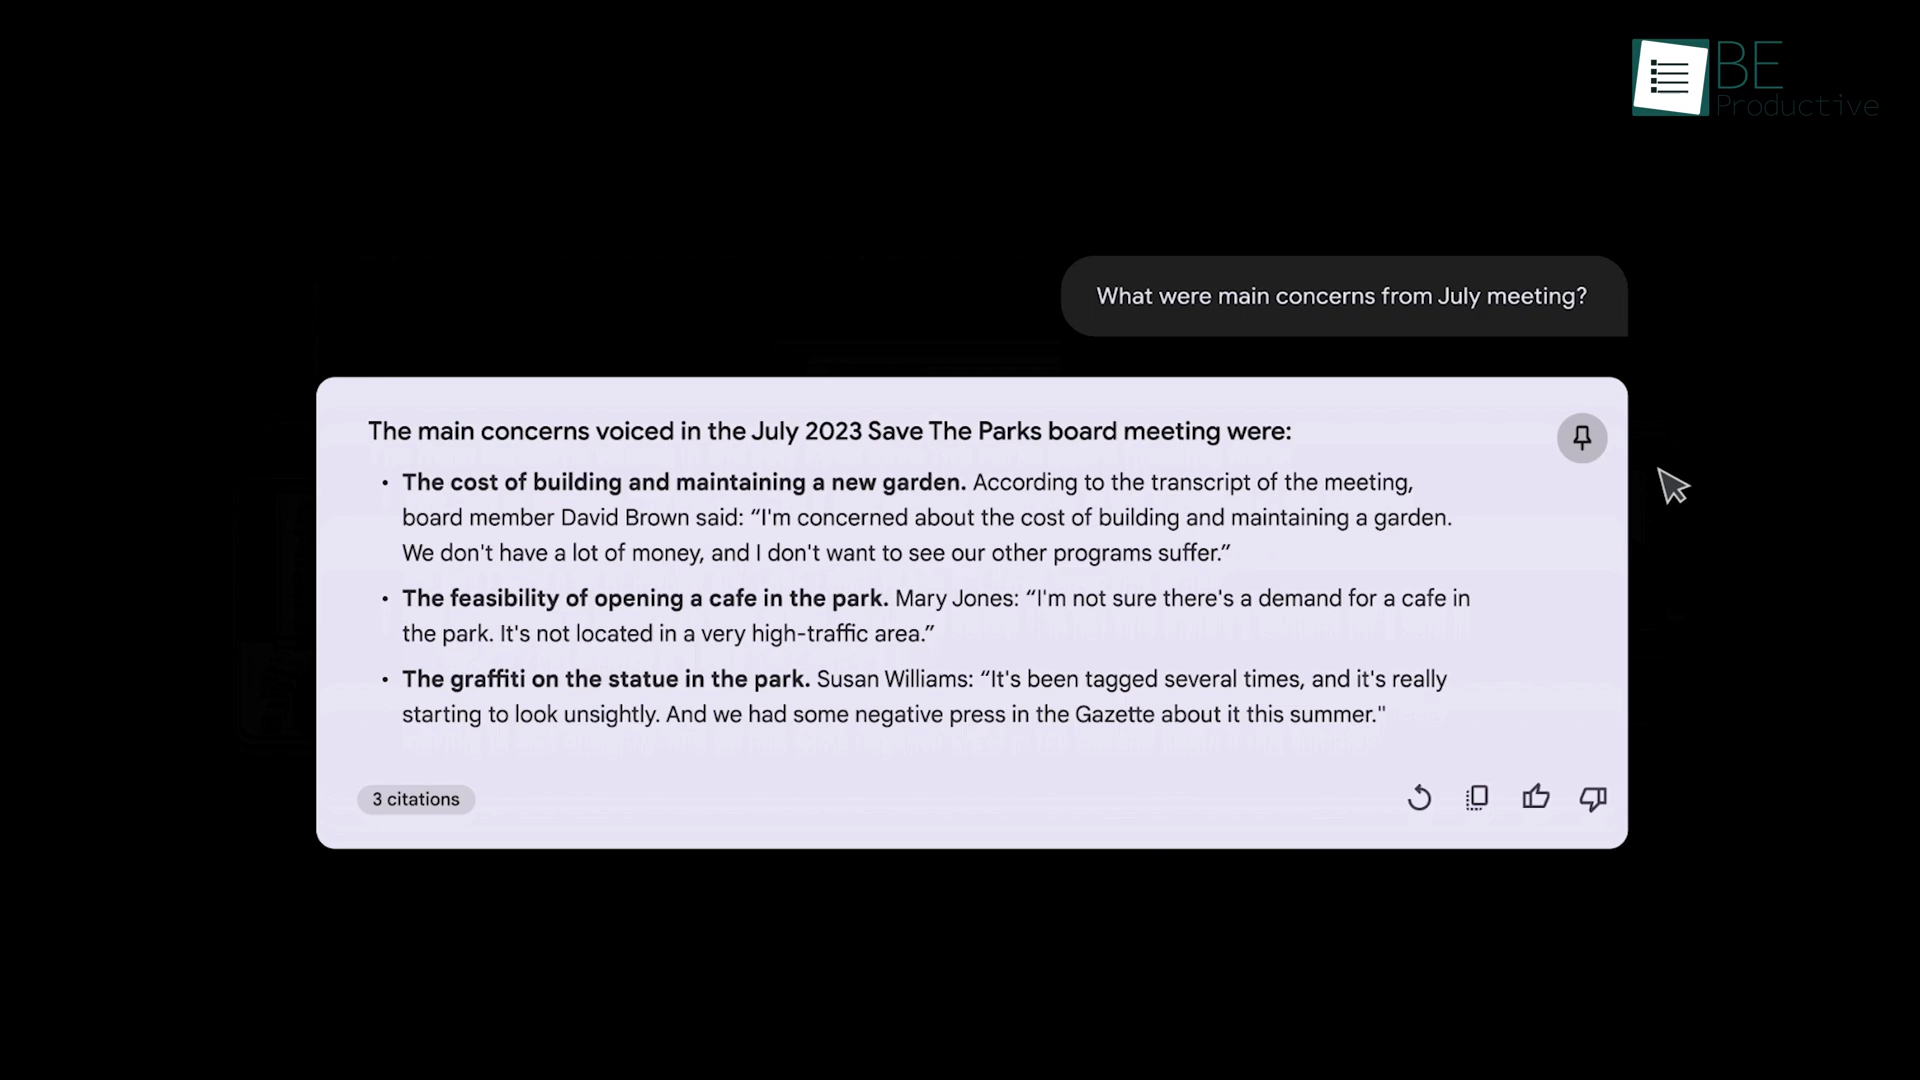 BE
Productive
What were main concerns from July meeting?
The main concerns voiced in the July 2023 Save The Parks board meeting were:
• The cost of building and maintaining a new garden. According to the transcript of the meeting,
board member David Brown said: “I'm concerned about the cost of building and maintaining a garden.
We don't have a lot of money, and I don't want to see our other programs suffer.”
• The feasibility of opening a cafe in the park. Mary Jones: “I'm not sure there's a demand for a cafe in
the park. It's not located in a very high-traffic area.”
• The graffiti on the statue in the park. Susan Williams: “It's been tagged several times, and it's really
starting to look unsightly. And we had some negative press in the Gazette about it this summer."
3 citations